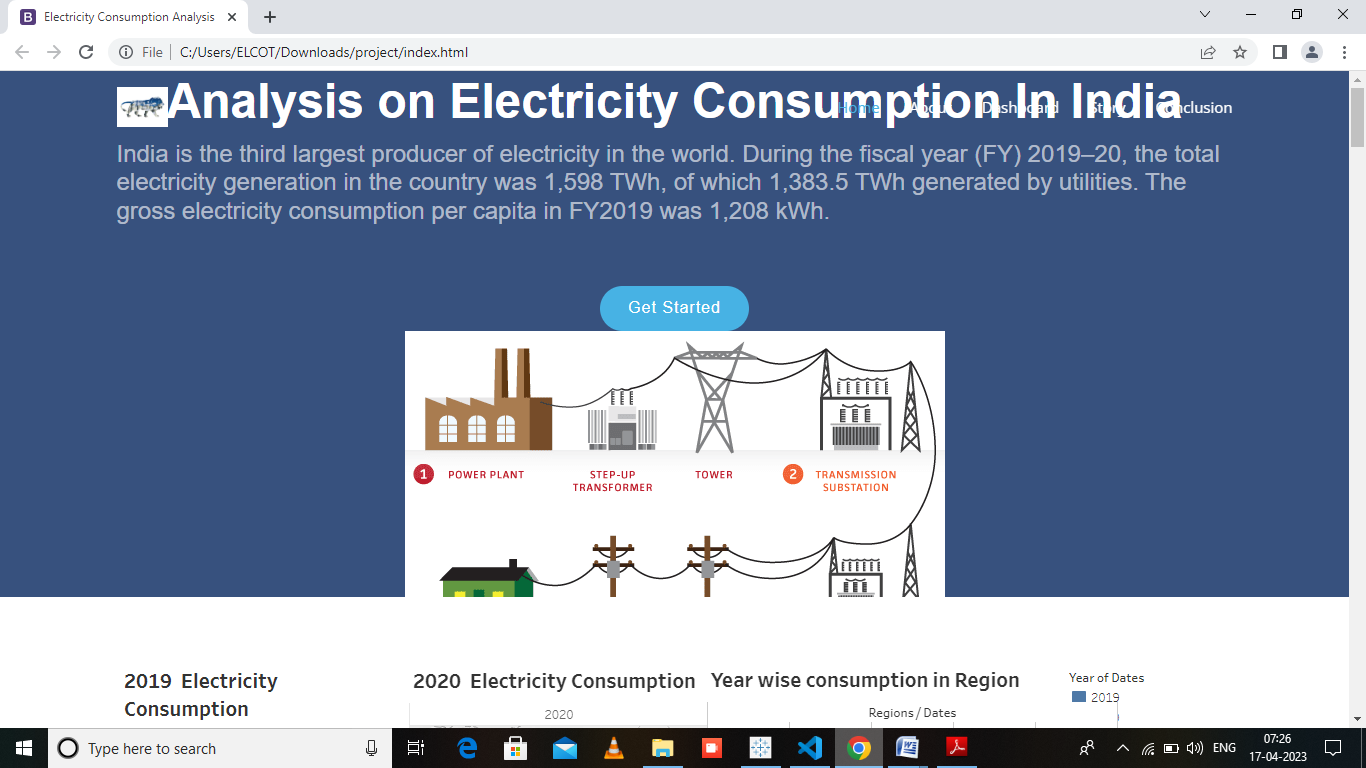 Electricity Consumption Analysis
File
C:/Users/ELCOT/Downloads/project/index.html
Analysis on Electricity Consumption In India
Home About Dashboard Story Conclusion
India is the third largest producer of electricity in the world. During the fiscal year (FY) 2019–20, the total
electricity generation in the country was 1,598 TWh, of which 1,383.5 TWh generated by utilities. The
gross electricity consumption per capita in FY2019 was 1,208 kWh.
Get Started
1 POWER PLANT
STEP-UP
TRANSFORMER
TOWER
2 TRANSMISSION
SUBSTATION
2019 Electricity
Consumption
2020 Electricity Consumption
2020
Year wise consumption in Region
Regions / Dates
Year of Dates
2019
Type here to search
ENG
07:26
17-04-2023